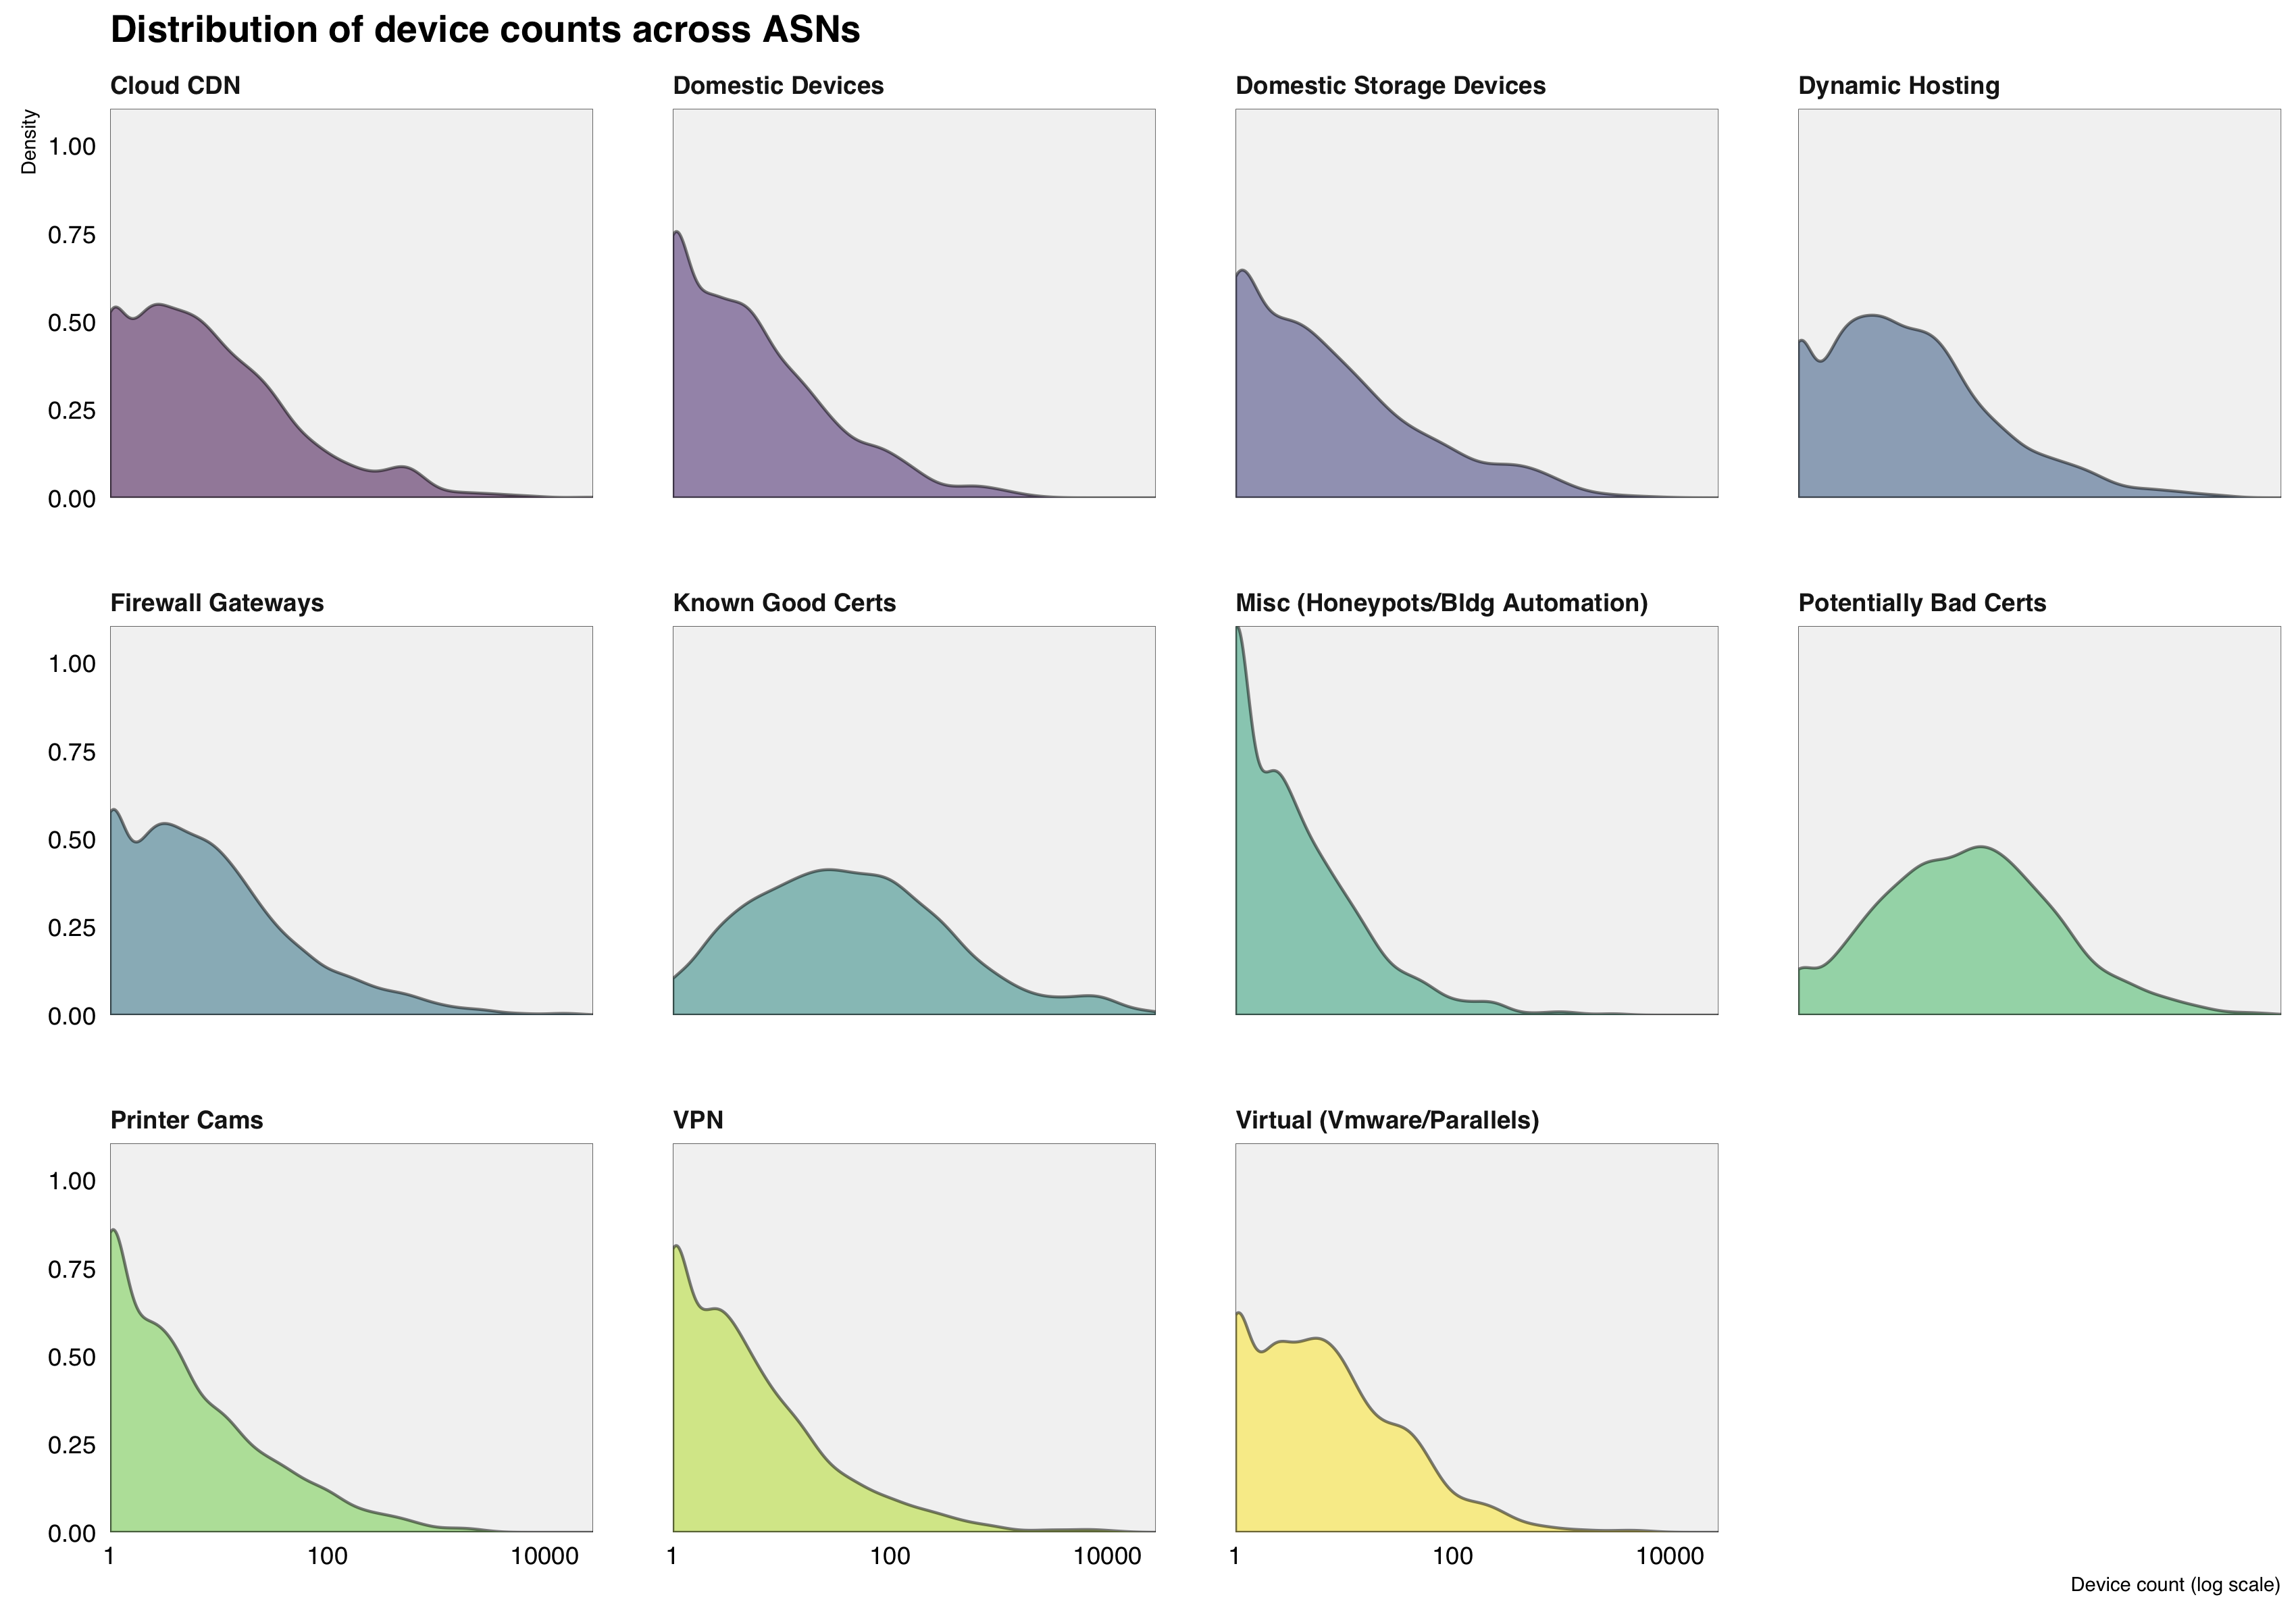 Distribution of device counts across ASNs
Cloud CDN
Domestic Devices
Domestic Storage Devices
Dynamic Hosting
Density
1.00
0.75
0.50
0.25
0.00
Firewall Gateways
Known Good Certs
Misc (Honeypots/Bldg Automation)
Potentially Bad Certs
1.00
0.75
0.50
0.25
0.00
Printer Cams
VPN
Virtual (Vmware/Parallels)
1.00
0.75
0.50
0.25
0.00
1 100 10000 1 100 10000 1 100 10000
Device count (log scale)